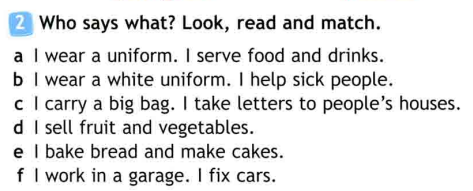 2 Who says what? Look, read and match.
a I wear a uniform. I serve food and drinks.
b I wear a white uniform. I help sick people.
c I carry a big bag. I take letters to people's houses.
d I sell fruit and vegetables.
e I bake bread and make cakes.
f I work in a garage. I fix cars.